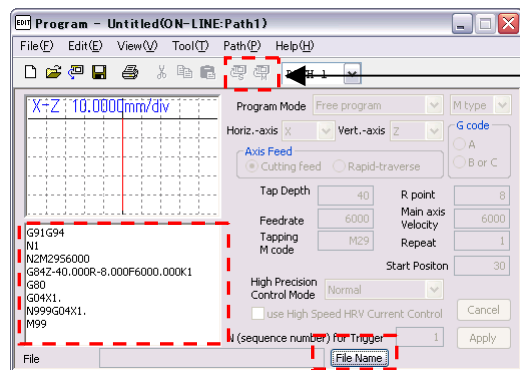 EDIT Program - Untitled(ON-LINE:Path1)
File(F) Edit(E) View(V) Tool(T) Path(P) Help(H)
1
X-Z 10.0000mm/div
Program Mode Free program M type
Horiz.-axis X Vert.-axis Z
G code
A
B or C
Axis Feed
Cutting feed Rapid-traverse
Tap Depth 40 R point 8
Feedrate 6000 Main axis Velocity 6000
Tapping M code M29 Repeat 1
Start Positon 30
High Precision Control Mode Normal
use High Speed HRV Current Control
Cancel
(sequence number) for Trigger 1 Apply
G91G94
N1
N2M29S6000
G84Z-40.000R-8.000F6000.000K1
G80
G04X1.
N999G04X1.
M99
File File Name